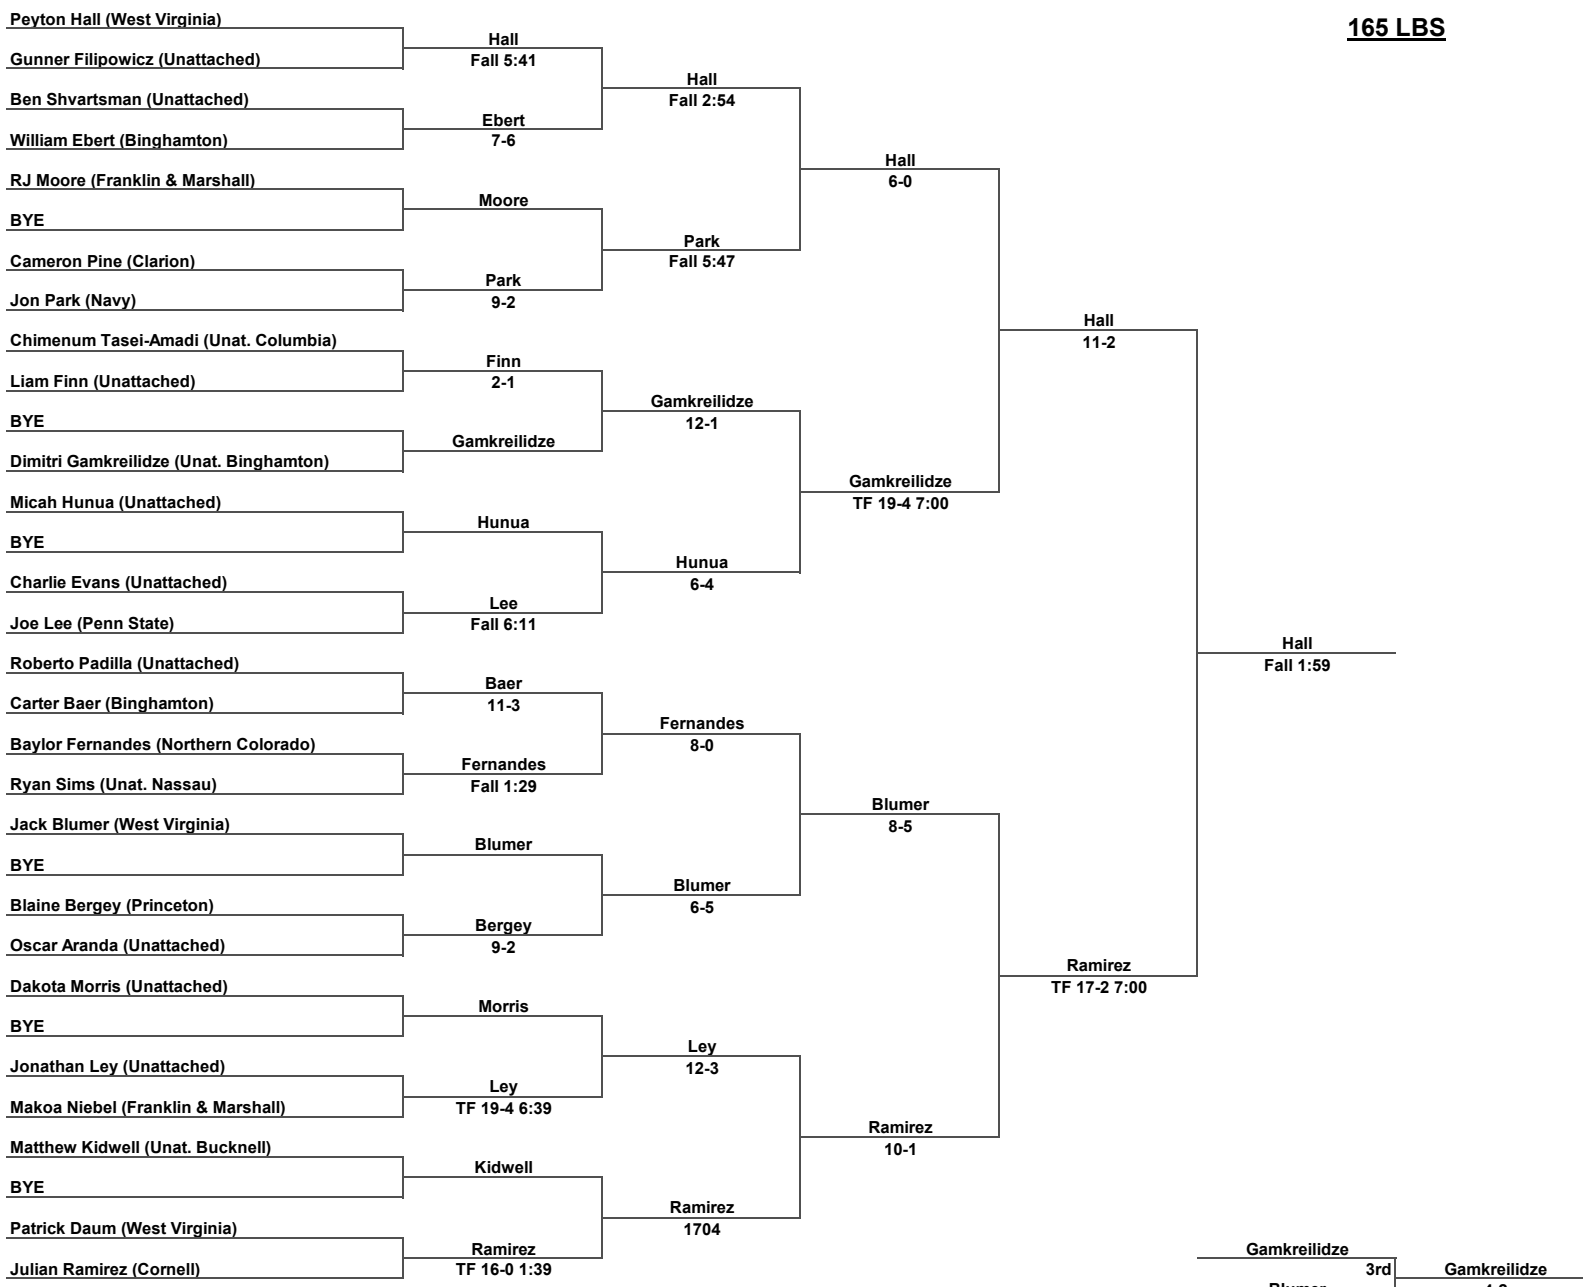 165 LBS
Peyton Hall (West Virginia)
Gunner Filipowicz (Unattached)
Ben Shvartsman (Unattached)
William Ebert (Binghamton)
RJ Moore (Franklin & Marshall)
BYE
Cameron Pine (Clarion)
Jon Park (Navy)
Chimenum Tasei-Amadi (Unat. Columbia)
Liam Finn (Unattached)
BYE
Dimitri Gamkreilidze (Unat. Binghamton)
Micah Hunua (Unattached)
BYE
Charlie Evans (Unattached)
Joe Lee (Penn State)
Roberto Padilla (Unattached)
Carter Baer (Binghamton)
Baylor Fernandes (Northern Colorado)
Ryan Sims (Unat. Nassau)
Jack Blumer (West Virginia)
BYE
Blaine Bergey (Princeton)
Oscar Aranda (Unattached)
Dakota Morris (Unattached)
BYE
Jonathan Ley (Unattached)
Makoa Niebel (Franklin & Marshall)
Matthew Kidwell (Unat. Bucknell)
BYE
Patrick Daum (West Virginia)
Julian Ramirez (Cornell)
Hall
Fall 5:41
Ebert
7-6
Moore
Park
9-2
Finn
2-1
Gamkreilidze
Hunua
Lee
Fall 6:11
Baer
11-3
Fernandes
Fall 1:29
Blumer
Bergey
9-2
Morris
Ley
TF 19-4 6:39
Kidwell
Ramirez
TF 16-0 1:39
Hall
Fall 2:54
Park
Fall 5:47
Gamkreilidze
12-1
Hunua
6-4
Fernandes
8-0
Blumer
6-5
Ley
12-3
Ramirez
1704
Hall
6-0
Gamkreilidze
TF 19-4 7:00
Blumer
8-5
Ramirez
10-1
Hall
11-2
Ramirez
TF 17-2 7:00
Hall
Fall 1:59
Gamkreilidze
3rd
Gamkreilidze